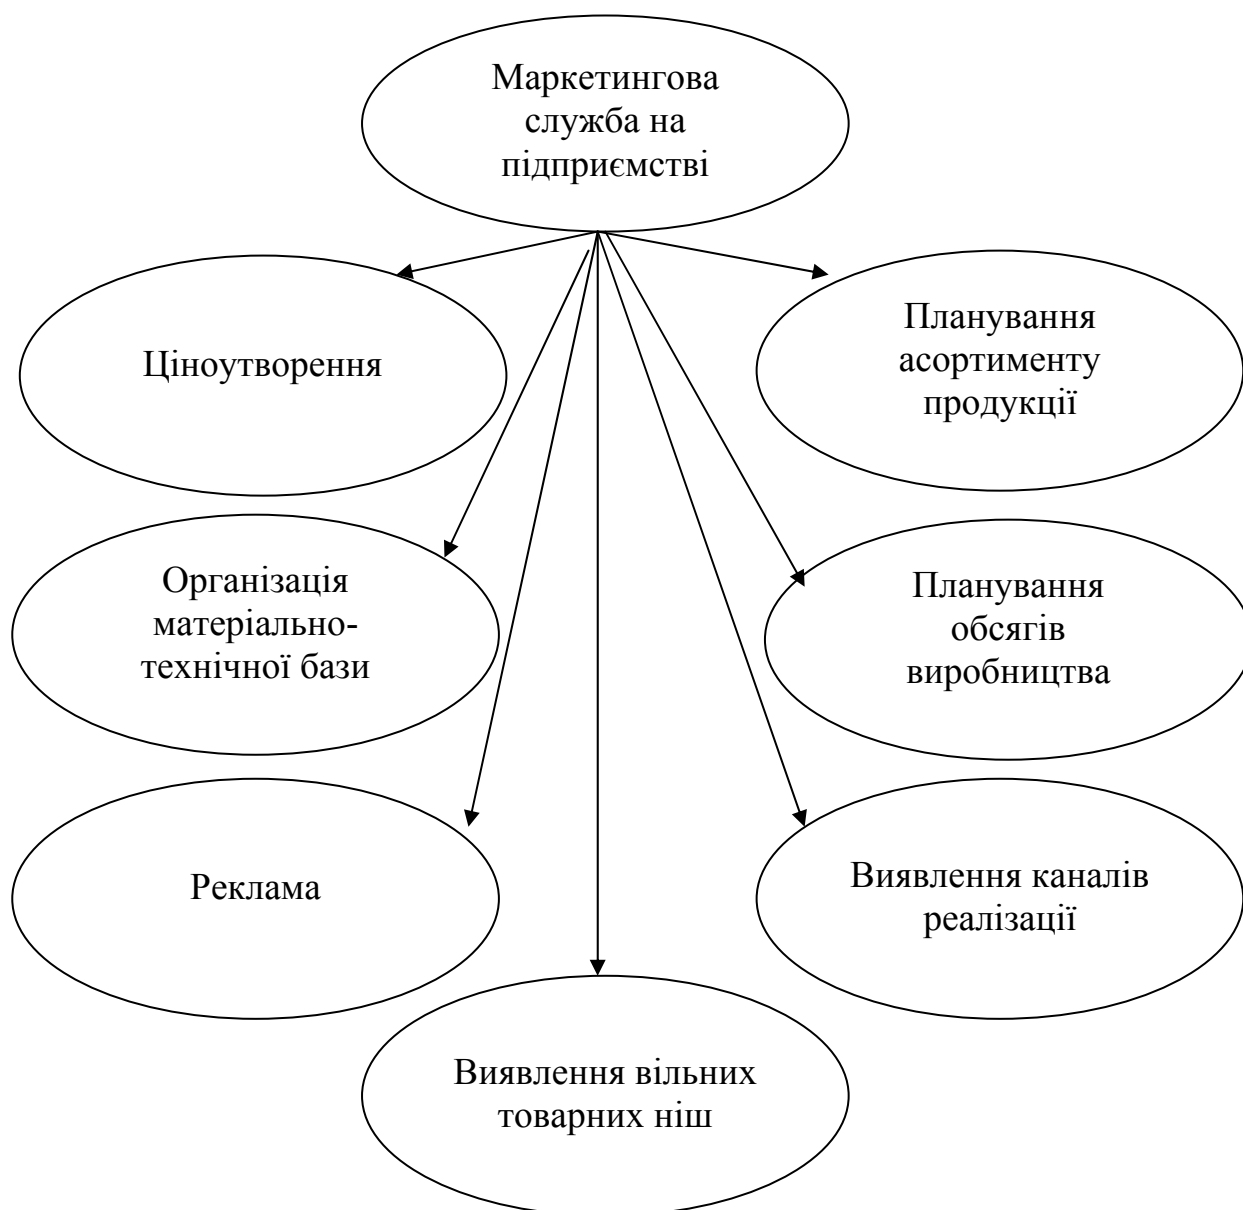 Маркетингова
служба на
підприємстві
Ціноутворення
Планування
асортименту
продукції
Організація
матеріально-
технічної бази
Планування
обсягів
виробництва
Реклама
Виявлення каналів
реалізації
Виявлення вільних
товарних ніш